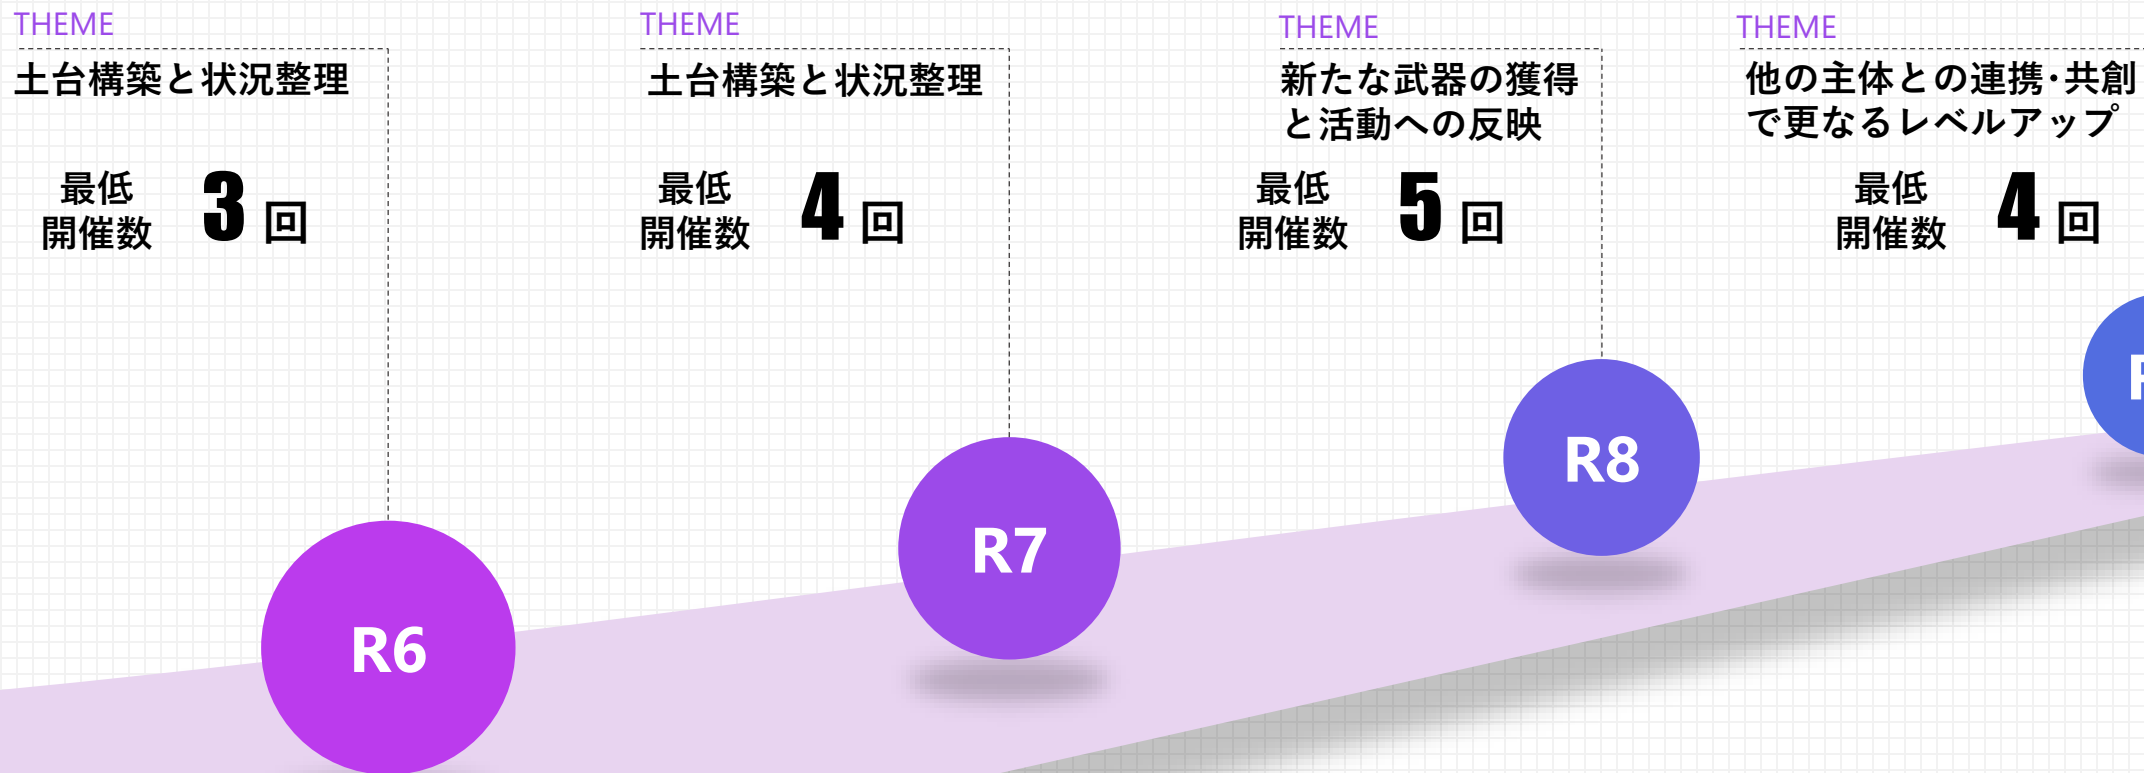 THEME
土台構築と状況整理
最低
開催数
3 回
R6
THEME
土台構築と状況整理
最低
開催数
4 回
R7
THEME
新たな武器の獲得
と活動への反映
最低
開催数
5 回
R8
THEME
他の主体との連携・共創
で更なるレベルアップ
最低
開催数
4 回